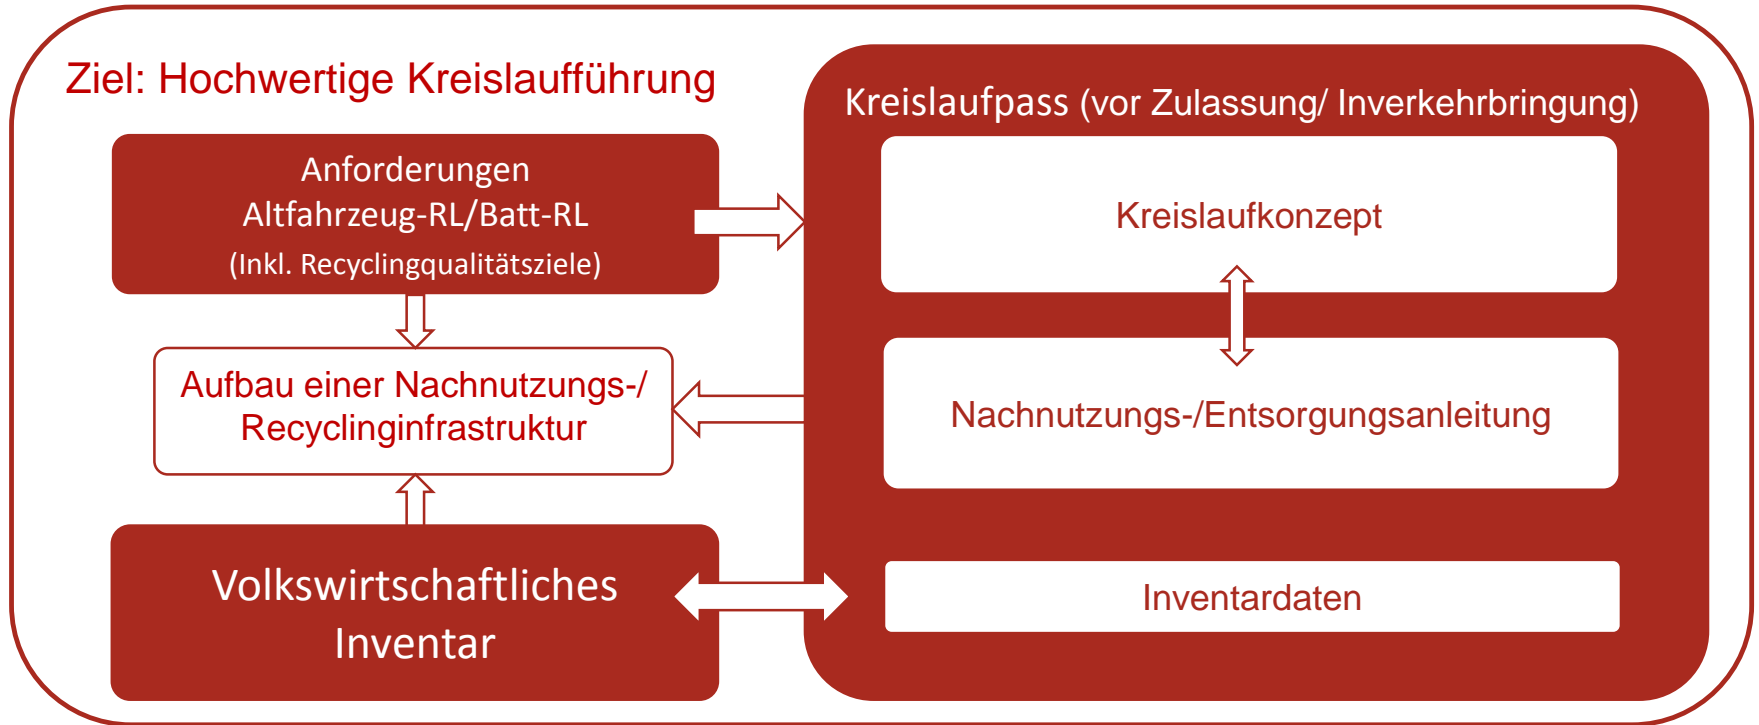 Ziel: Hochwertige Kreislaufführung
Anforderungen
Altfahrzeug-RL/Batt-RL
(Inkl. Recyclingqualitätsziele)
Aufbau einer Nachnutzungs-/
Recyclinginfrastruktur
Volkswirtschaftliches
Inventar
Kreislaufpass (vor Zulassung/ Inverkehrbringung)
Kreislaufkonzept
Nachnutzungs-/Entsorgungsanleitung
Inventardaten